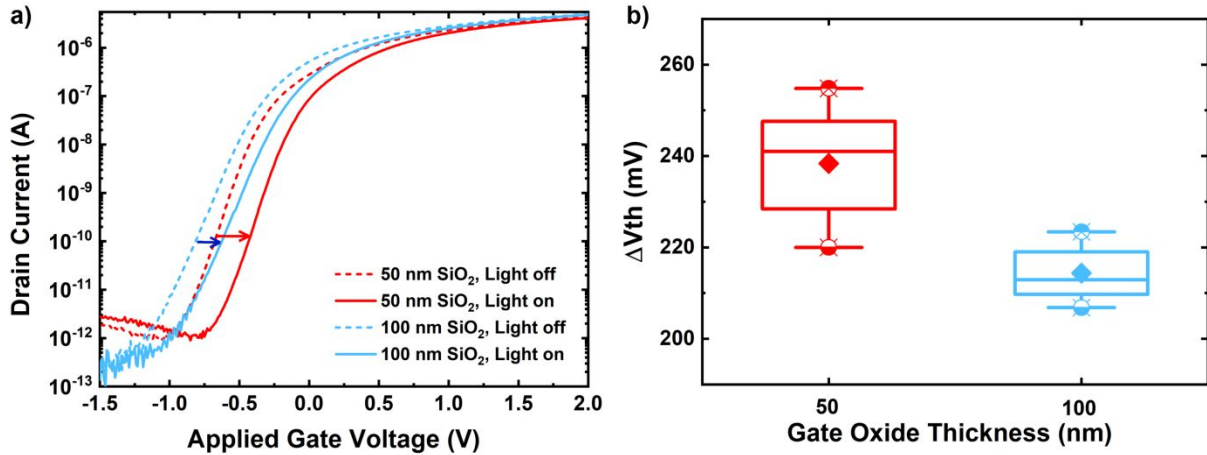 a)
Drain Current (A)
10⁻⁶
10⁻⁷
10⁻⁸
10⁻⁹
10⁻¹⁰
10⁻¹¹
10⁻¹²
10⁻¹³
50 nm SiO₂, Light off
50 nm SiO₂, Light on
100 nm SiO₂, Light off
100 nm SiO₂, Light on
-1.5 -1.0 -0.5 0.0 0.5 1.0 1.5 2.0
Applied Gate Voltage (V)
b)
ΔVth (mV)
260
240
220
200
50 100
Gate Oxide Thickness (nm)